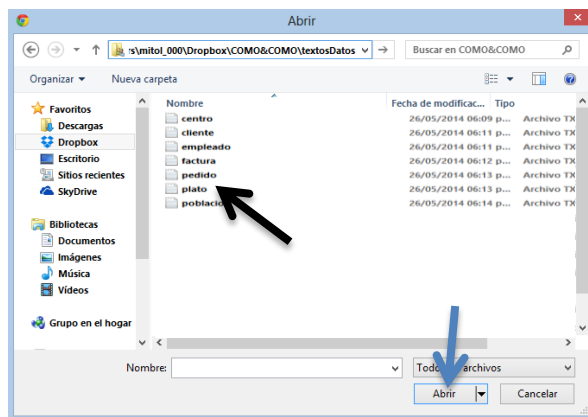 Abrir
rs\mitol_000\Dropbox\COMO&COMO\textosDatos
Buscar en COMO&COMO
Organizar
Nueva carpeta
Favoritos
Descargas
Dropbox
Escritorio
Sitios recientes
SkyDrive
Bibliotecas
Documentos
Imágenes
Música
Vídeos
Grupo en el hogar
Nombre Fecha de modificac... Tipo
centro 26/05/2014 06:09 p... Archivo TX
cliente 26/05/2014 06:11 p... Archivo TX
empleado 26/05/2014 06:11 p... Archivo TX
factura 26/05/2014 06:12 p... Archivo TX
pedido 26/05/2014 06:13 p... Archivo TX
plato 26/05/2014 06:13 p... Archivo TX
poblacio 26/05/2014 06:14 p... Archivo TX
Nombre:
archivos
Abrir
Cancelar